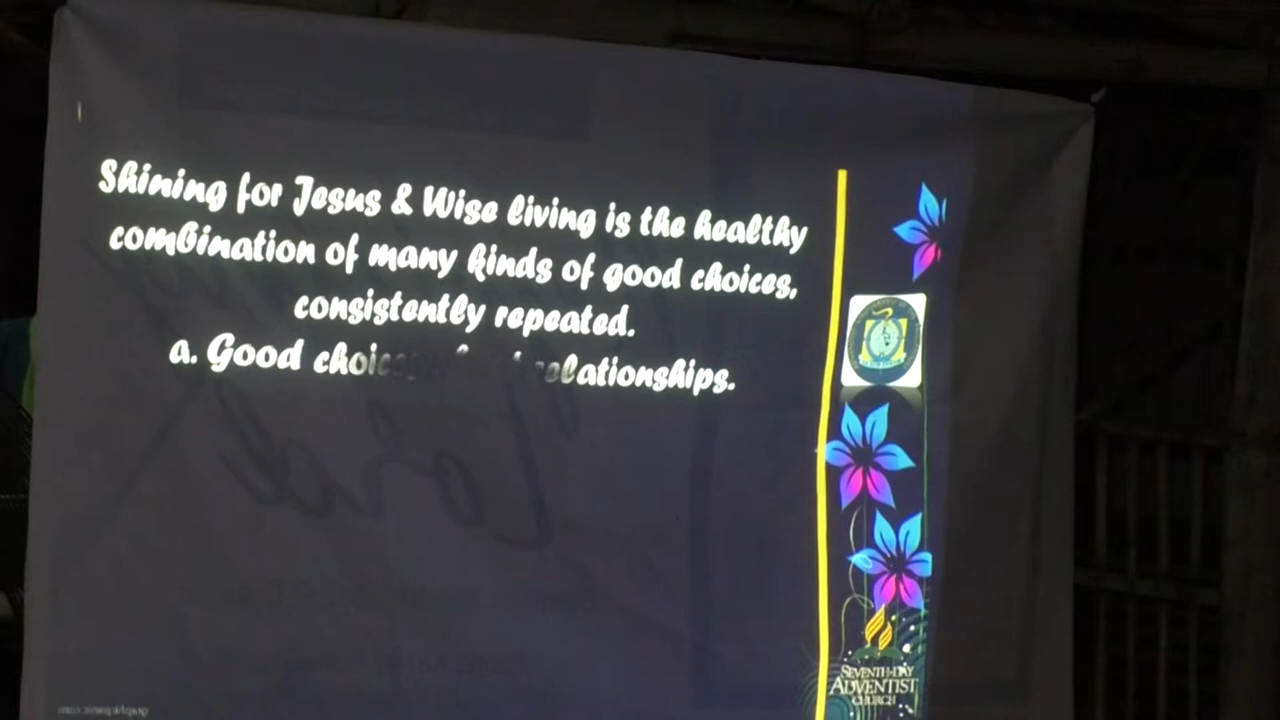 Shining for Jesus & Wise living is the healthy
combination of many kinds of good choices,
consistently repeated.
a. Good relationships.
SEVENTH-DAY
ADVENTIST
CHURCH